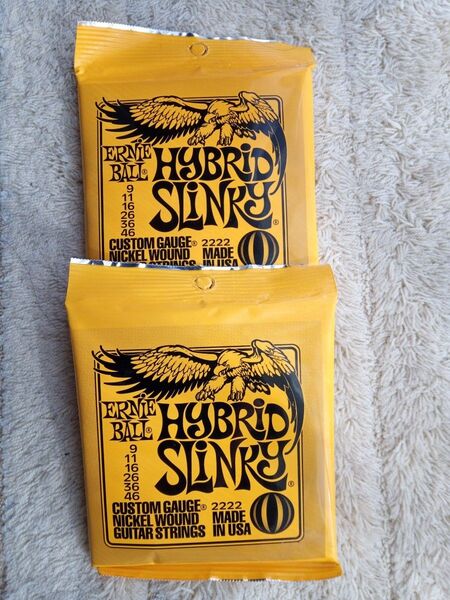 ERNIE
BALL®
HYBRID
SLINKY
9
11
16
26
36
46
CUSTOM GAUGE® 2222
NICKEL WOUND MADE
STRINGS IN USA
ERNIE
BALL®
HYBRID
SLINKY®
9
11
16
26
36
46
CUSTOM GAUGE® 2222
NICKEL WOUND MADE
GUITAR STRINGS IN USA